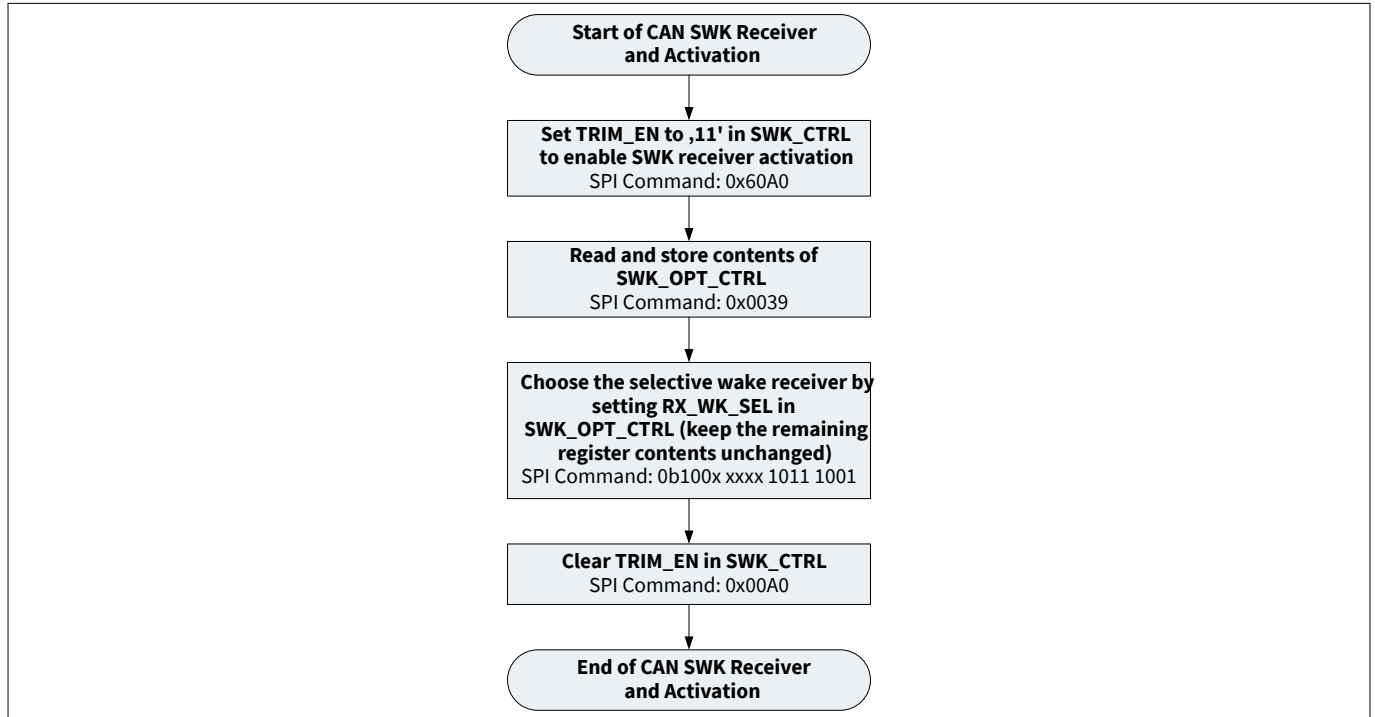 Start of CAN SWK Receiver
and Activation
Set TRIM_EN to ,11' in SWK_CTRL
to enable SWK receiver activation
SPI Command: 0x60A0
Read and store contents of
SWK_OPT_CTRL
SPI Command: 0x0039
Choose the selective wake receiver by
setting RX_WK_SEL in
SWK_OPT_CTRL (keep the remaining
register contents unchanged)
SPI Command: 0b100x xxxx 1011 1001
Clear TRIM_EN in SWK_CTRL
SPI Command: 0x00A0
End of CAN SWK Receiver
and Activation